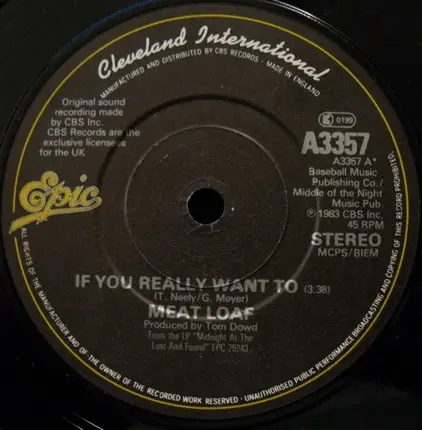 Cleveland International
MANUFACTURED AND DISTRIBUTED BY CBS RECORDS - MADE IN ENGLAND
Original sound
recording made
by CBS Inc.
CBS Records are the
exclusive licensees
for the UK
Epic
0199
A3357
A3357 A*
Baseball Music
Publishing Co./
Middle of the Night
Music Pub.
℗ 1983 CBS Inc.
45 RPM
STEREO
MCPS/BIEM
IF YOU REALLY WANT TO (3.38)
(T. Neely/G. Moyer)
MEAT LOAF
Produced by Tom Dowd
From the LP "Midnight At The
Lost And Found" EPC 25243
ALL RIGHTS OF THE MANUFACTURER AND OF THE OWNER OF THE RECORDED WORK RESERVED - UNAUTHORISED PUBLIC PERFORMANCE BROADCASTING AND COPYING OF THIS RECORD PROHIBITED.